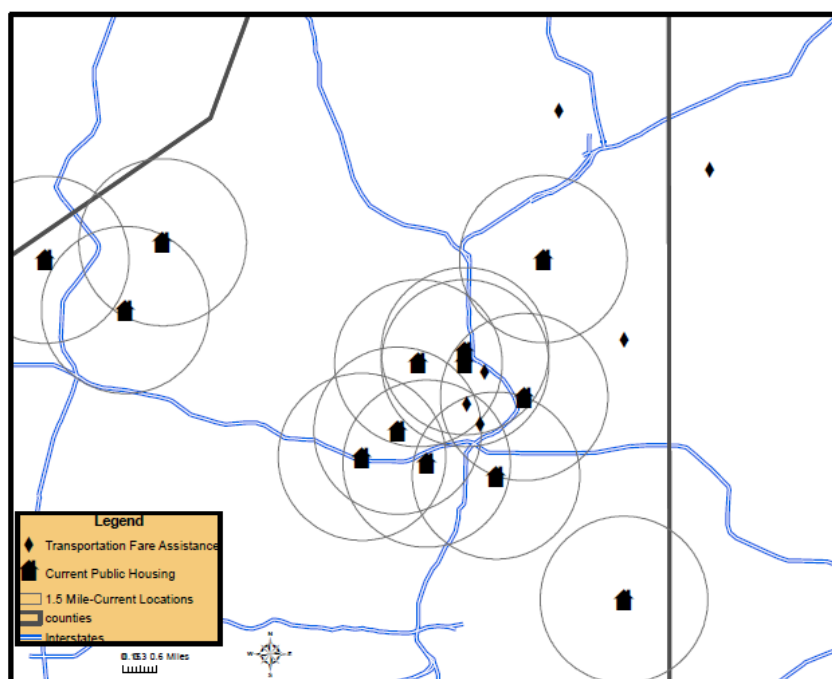 Legend
Transportation Fare Assistance
Current Public Housing
1.5 Mile-Current Locations
counties
Interstates
0.6 Miles
N
W E
S